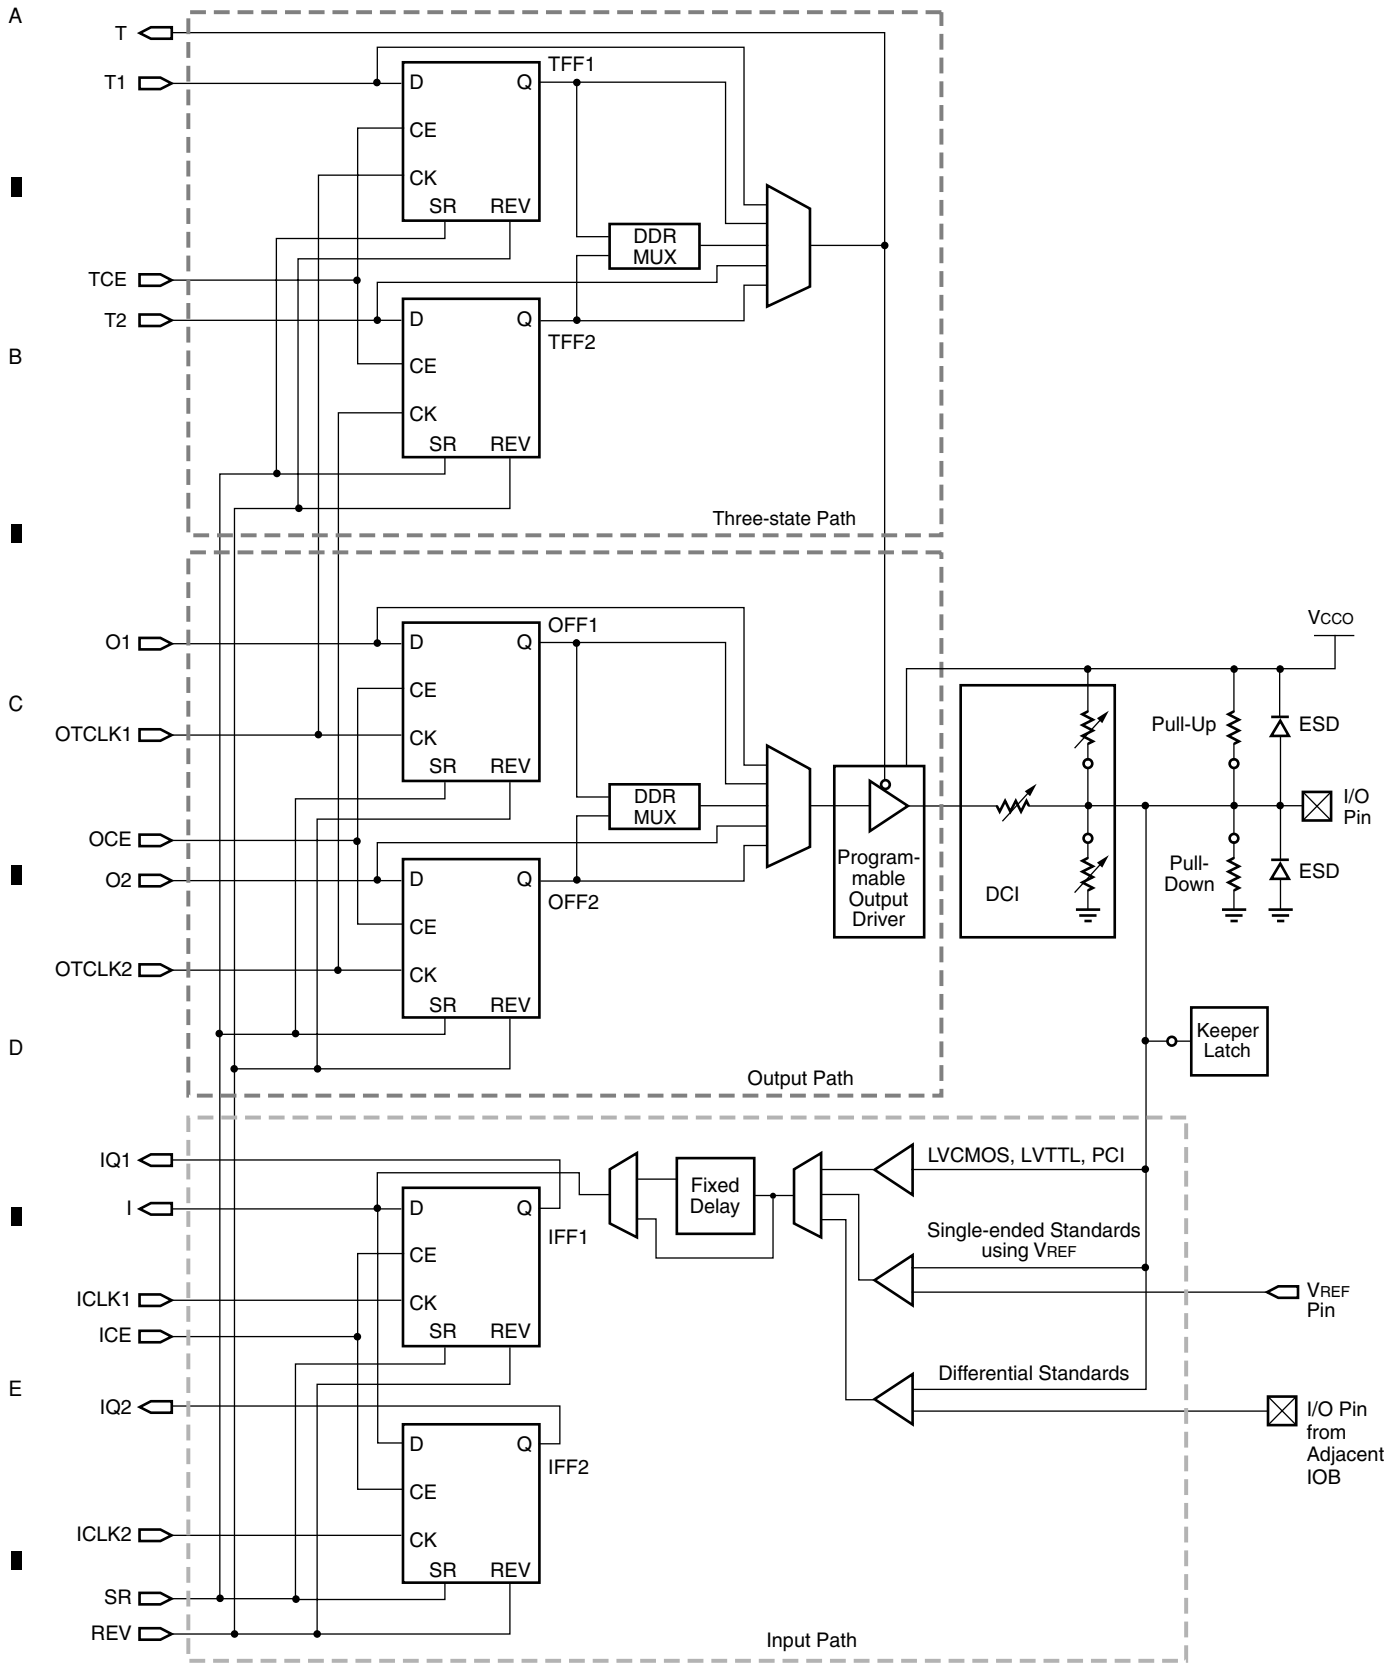 A
T
T1
D
Q
TFF1
CE
CK
SR
REV
DDR
MUX
TCE
T2
D
Q
TFF2
B
CE
CK
SR
REV
Three-state Path
O1
D
Q
OFF1
VCCO
CE
C
OTCLK1
CK
SR
REV
DDR
MUX
Pull-Up
ESD
I/O
Pin
OCE
O2
D
Q
OFF2
CE
Program-
mable
Output
Driver
DCI
Pull-
Down
ESD
OTCLK2
CK
SR
REV
D
Keeper
Latch
Output Path
IQ1
I
D
Q
IFF1
Fixed
Delay
LVCMOS, LVTTL, PCI
CE
Single-ended Standards
using VREF
ICLK1
CK
VREF
Pin
ICE
SR
REV
Differential Standards
E
IQ2
D
Q
IFF2
I/O Pin
from
Adjacent
IOB
CE
ICLK2
CK
SR
REV
SR
REV
Input Path